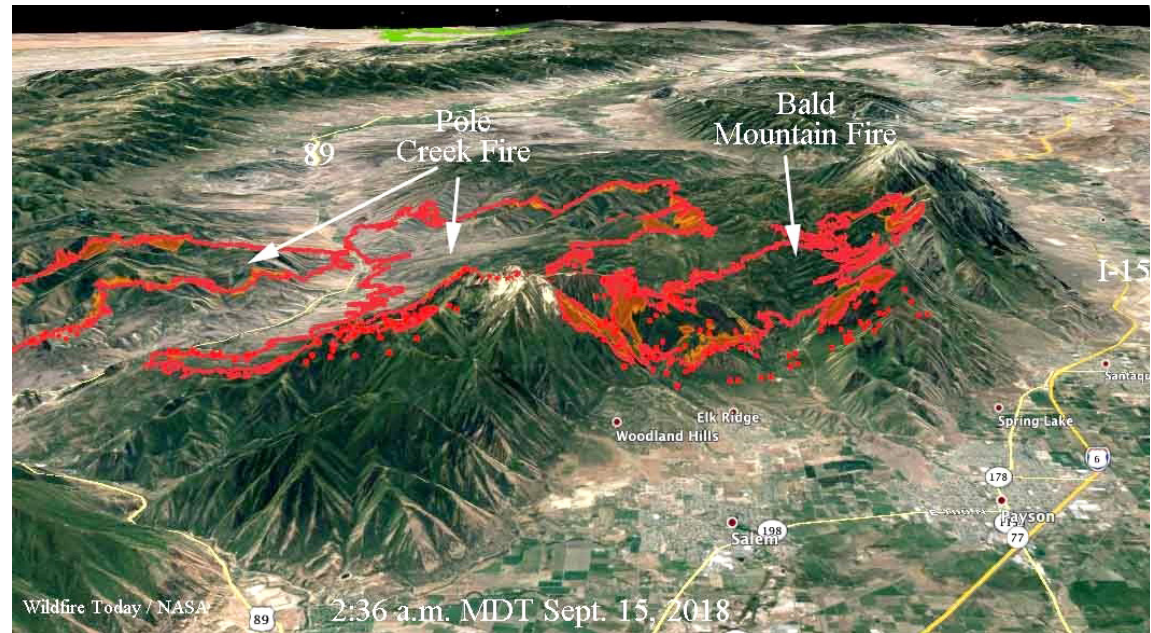 Pole
Creek Fire
Bald
Mountain Fire
89
I-15
Santaqu
Elk Ridge
Woodland Hills
Spring Lake
6
178
Payson
Salem
198
77
Wildfire Today / NASA
89
2:36 a.m. MDT Sept. 15, 2018